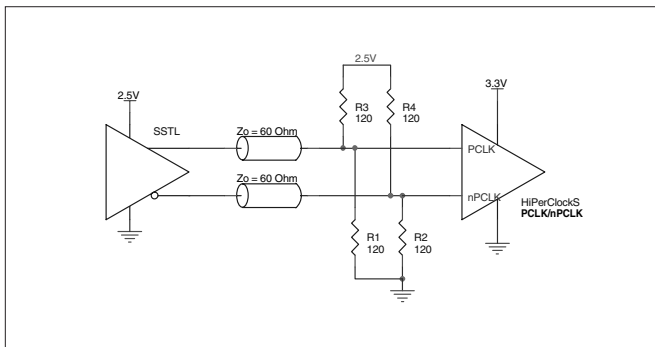 2.5V
3.3V
2.5V
R3
120
R4
120
SSTL
Zo = 60 Ohm
PCLK
Zo = 60 Ohm
nPCLK
HiPerClockS
PCLK/nPCLK
R1
120
R2
120